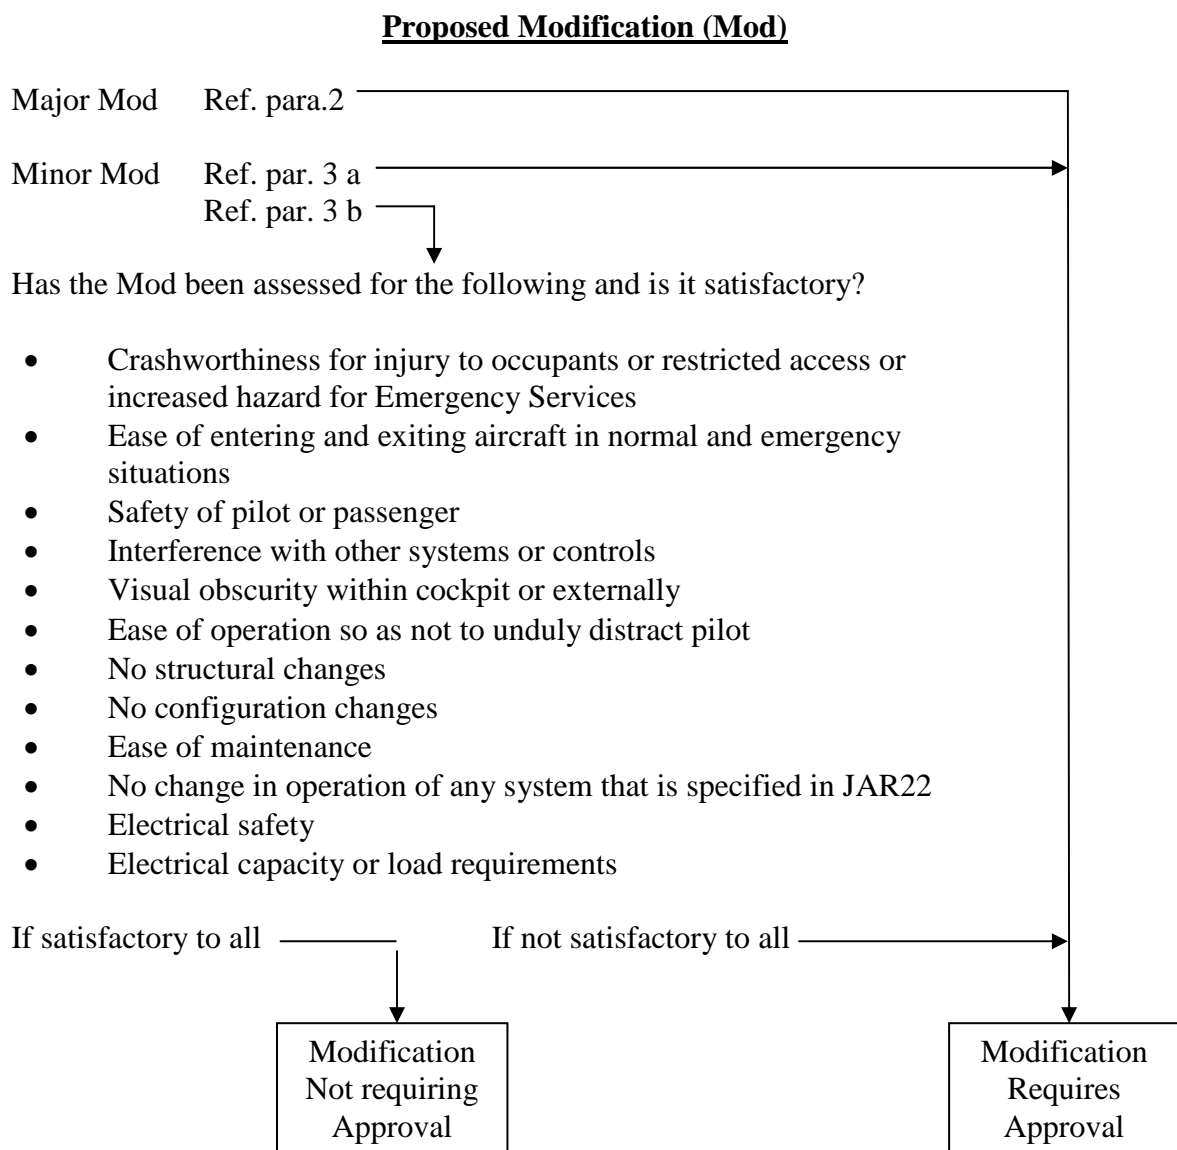 Proposed Modification (Mod)
Major Mod Ref. para.2
Minor Mod Ref. par. 3 a
Ref. par. 3 b
Has the Mod been assessed for the following and is it satisfactory?
• Crashworthiness for injury to occupants or restricted access or
increased hazard for Emergency Services
• Ease of entering and exiting aircraft in normal and emergency
situations
• Safety of pilot or passenger
• Interference with other systems or controls
• Visual obscurity within cockpit or externally
• Ease of operation so as not to unduly distract pilot
• No structural changes
• No configuration changes
• Ease of maintenance
• No change in operation of any system that is specified in JAR22
• Electrical safety
• Electrical capacity or load requirements
If satisfactory to all If not satisfactory to all
Modification
Not requiring
Approval
Modification
Requires
Approval